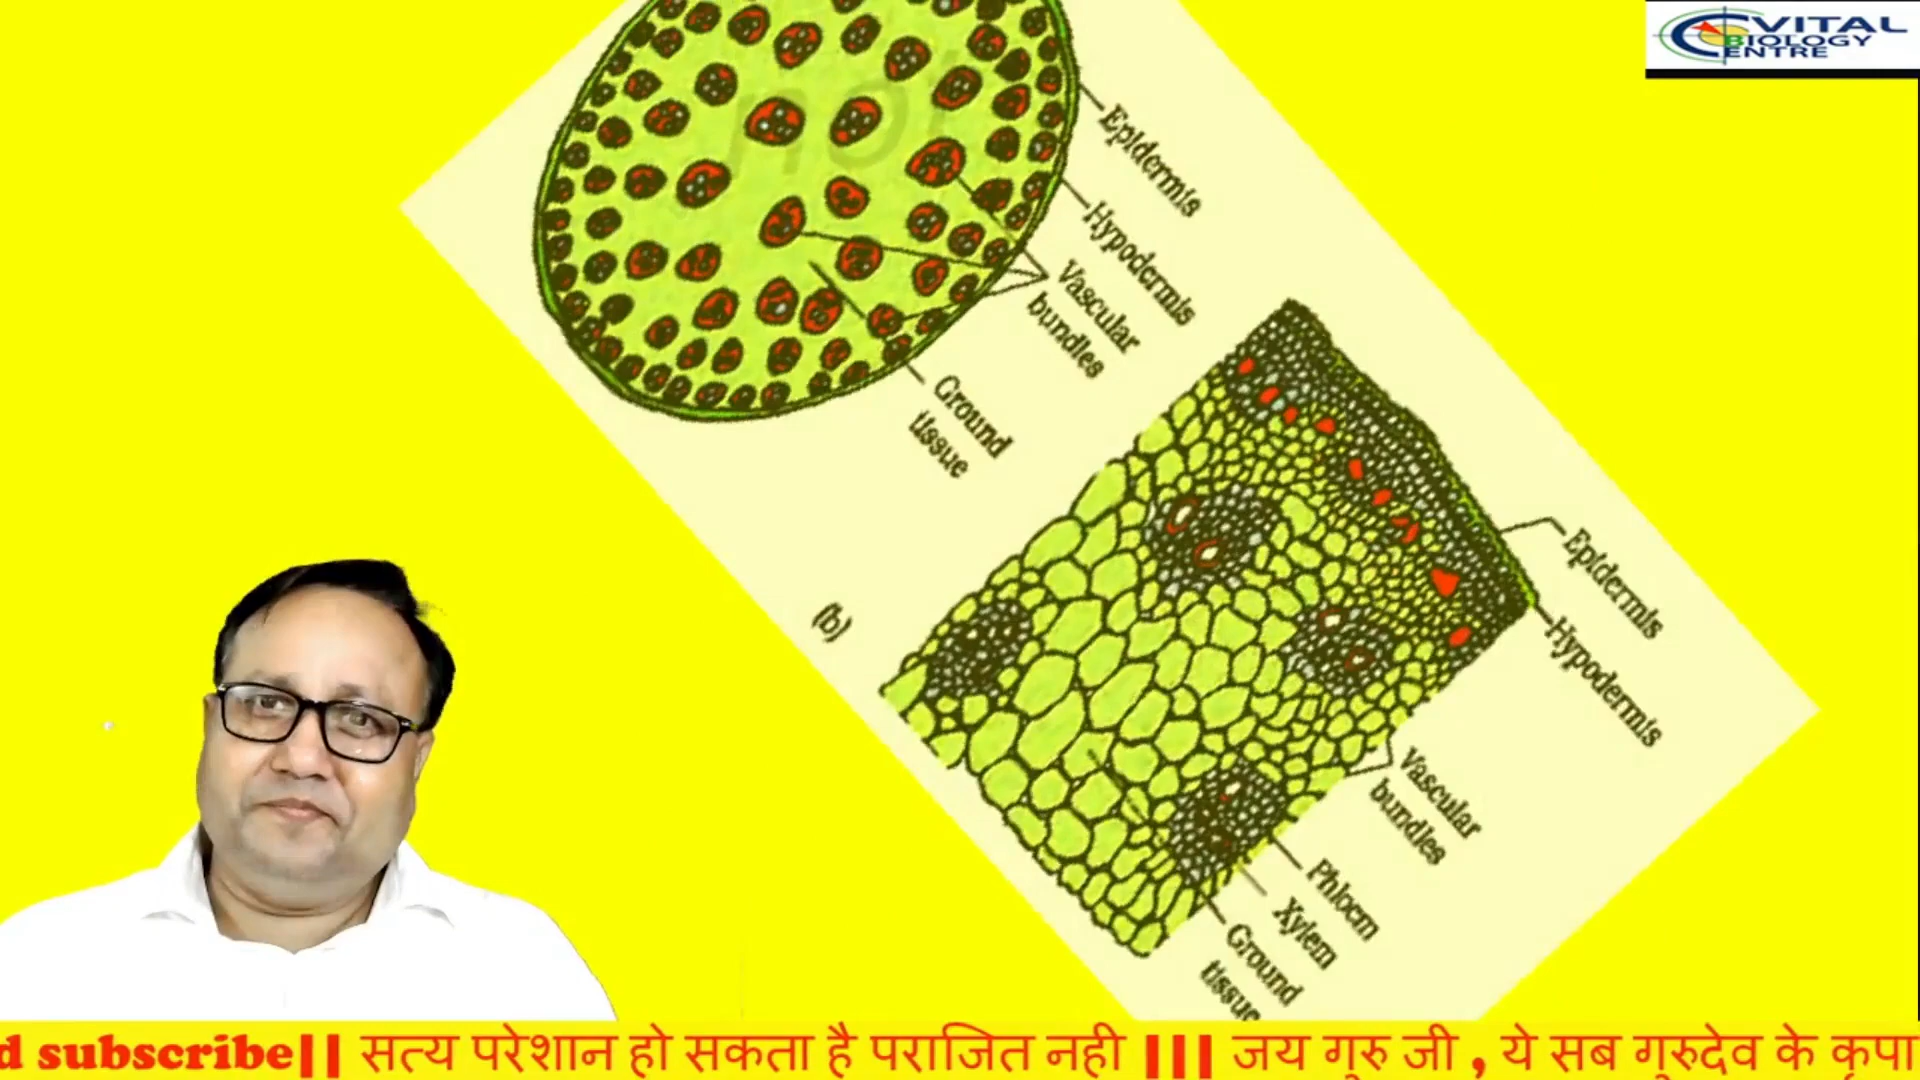 VITAL
BIOLOGY
CENTRE
Epidermis
Hypodermis
Vascular
bundles
Ground
tissue
(b)
Epidermis
Hypodermis
Vascular
bundles
Phloem
Xylem
Ground
tissue
d subscribe|| सत्य परेशान हो सकता है पराजित नही ||| जय गुरु जी , ये सब गुरुदेव के कृपा